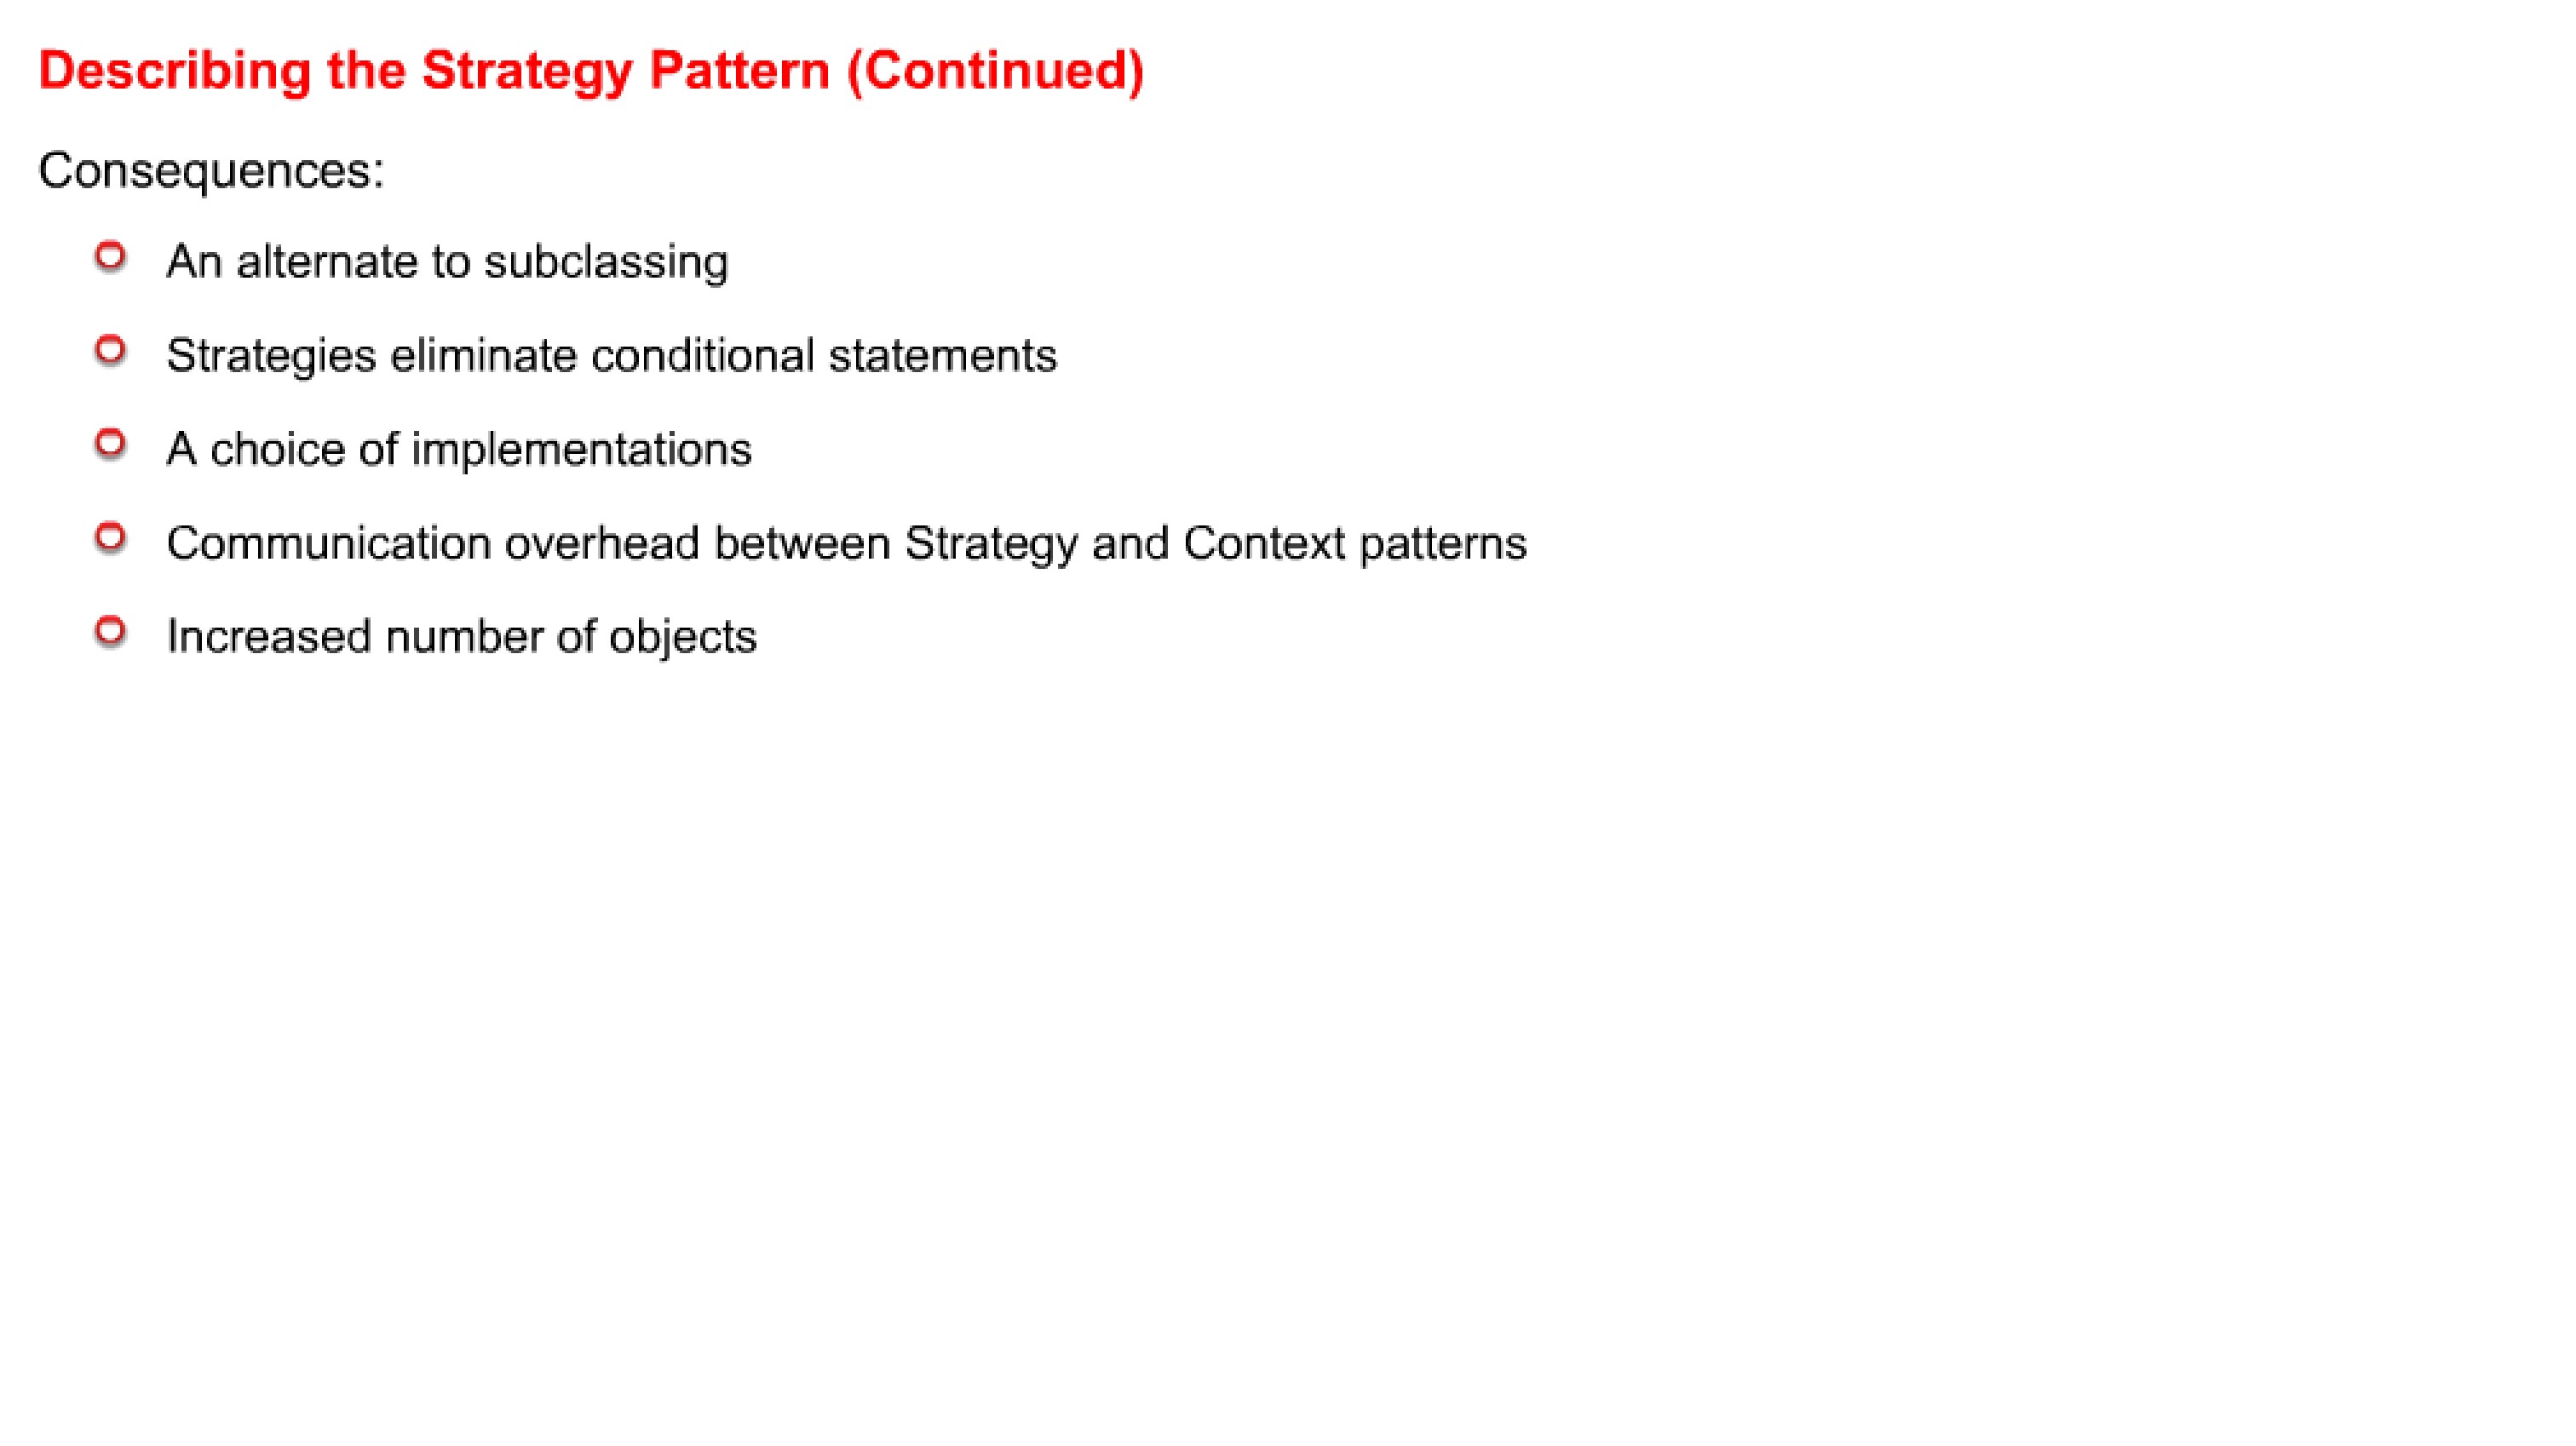 Describing the Strategy Pattern (Continued)
Consequences:
An alternate to subclassing
Strategies eliminate conditional statements
A choice of implementations
Communication overhead between Strategy and Context patterns
Increased number of objects